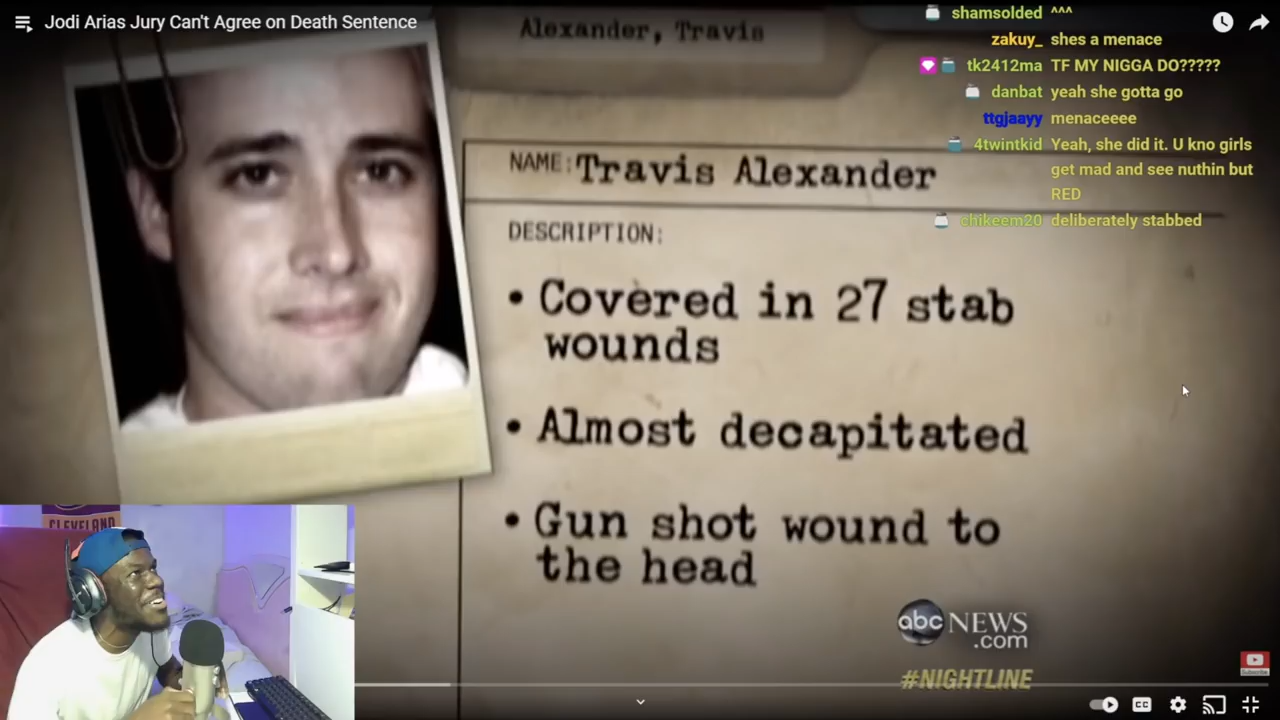 Jodi Arias Jury Can't Agree on Death Sentence
Alexander, Travis
NAME: Travis Alexander
DESCRIPTION:
• Covered in 27 stab
wounds
• Almost decapitated
• Gun shot wound to
the head
abc NEWS
.com
#NIGHTLINE
shamsolded ^^^
zakuy_ shes a menace
tk2412ma TF MY NIGGA DO?????
danbat yeah she gotta go
ttgjaayy menaceeee
4twintkid Yeah, she did it. U kno girls
get mad and see nuthin but
RED
chikeem20 deliberately stabbed
CLEVELAND
Subscribe
CC